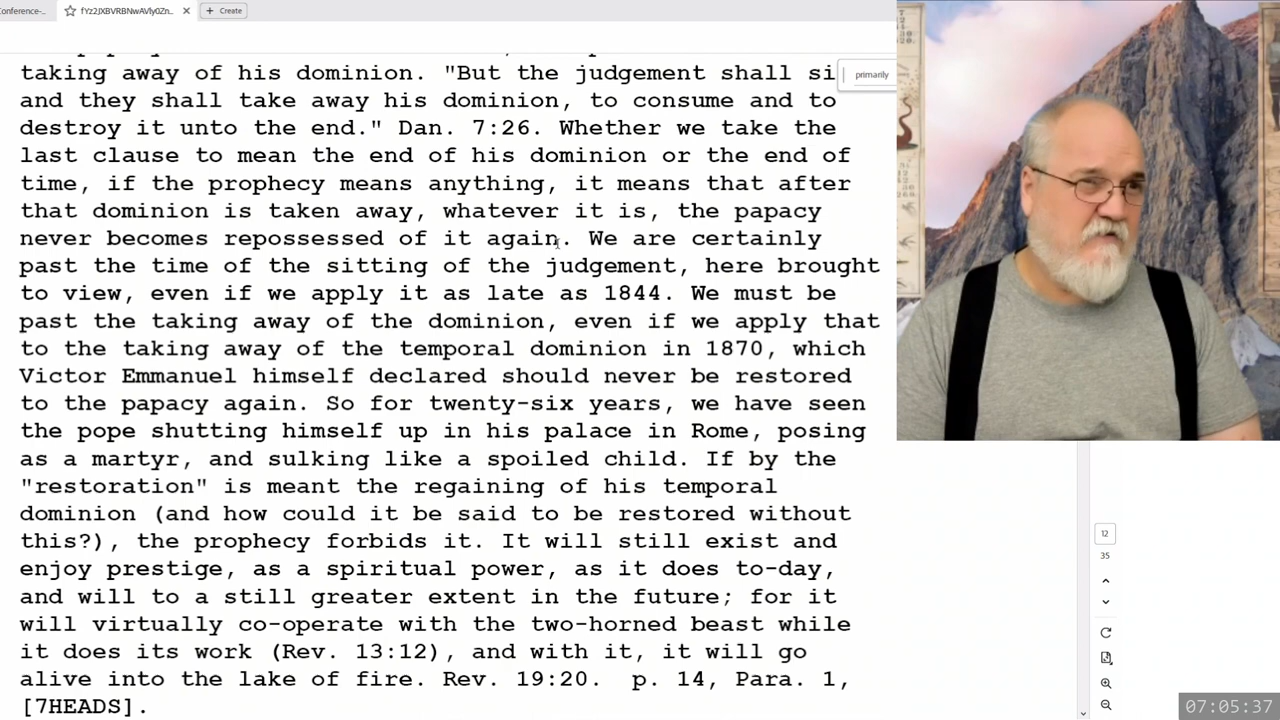 Conference-..
fYz2JXBVRBNwAVly0Zn..
Create
primarily
taking away of his dominion. "But the judgement shall si
and they shall take away his dominion, to consume and to
destroy it unto the end." Dan. 7:26. Whether we take the
last clause to mean the end of his dominion or the end of
time, if the prophecy means anything, it means that after
that dominion is taken away, whatever it is, the papacy
never becomes repossessed of it again. We are certainly
past the time of the sitting of the judgement, here brought
to view, even if we apply it as late as 1844. We must be
past the taking away of the dominion, even if we apply that
to the taking away of the temporal dominion in 1870, which
Victor Emmanuel himself declared should never be restored
to the papacy again. So for twenty-six years, we have seen
the pope shutting himself up in his palace in Rome, posing
as a martyr, and sulking like a spoiled child. If by the
"restoration" is meant the regaining of his temporal
dominion (and how could it be said to be restored without
this?), the prophecy forbids it. It will still exist and
enjoy prestige, as a spiritual power, as it does to-day,
and will to a still greater extent in the future; for it
will virtually co-operate with the two-horned beast while
it does its work (Rev. 13:12), and with it, it will go
alive into the lake of fire. Rev. 19:20. p. 14, Para. 1,
[7HEADS].
12
35
07:05:37